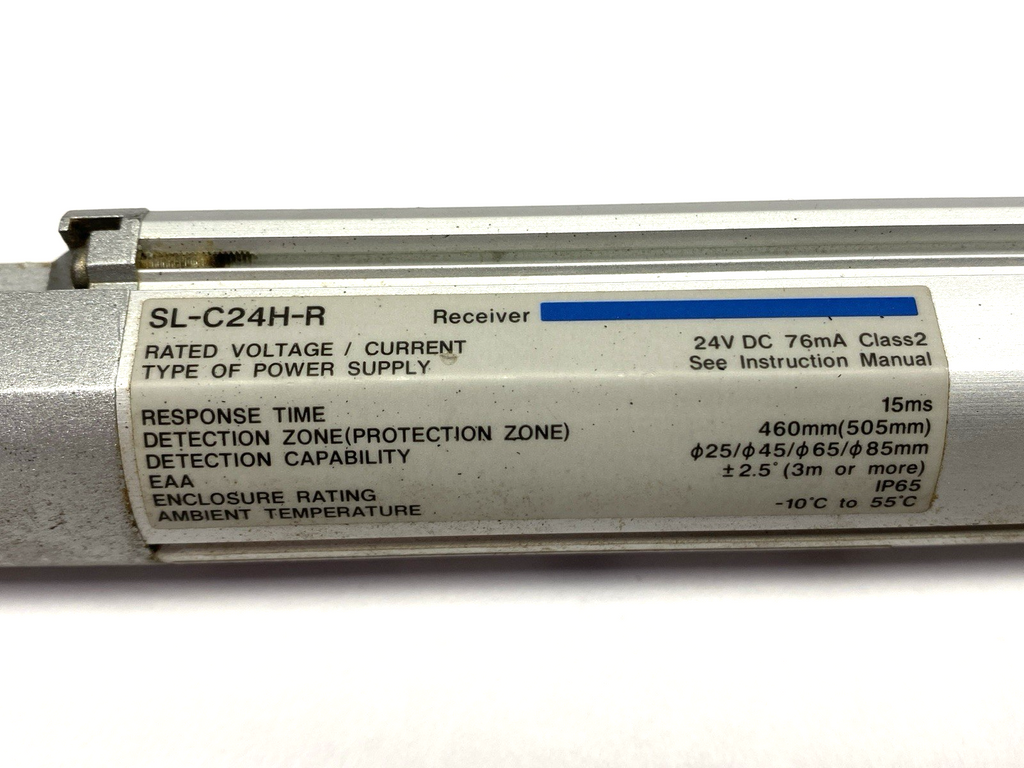 SL-C24H-R Receiver
RATED VOLTAGE / CURRENT 24V DC 76mA Class2
TYPE OF POWER SUPPLY See Instruction Manual
RESPONSE TIME 15ms
DETECTION ZONE(PROTECTION ZONE) 460mm(505mm)
DETECTION CAPABILITY ϕ25/ϕ45/ϕ65/ϕ85mm
EAA ±2.5° (3m or more)
ENCLOSURE RATING IP65
AMBIENT TEMPERATURE -10°C to 55°C